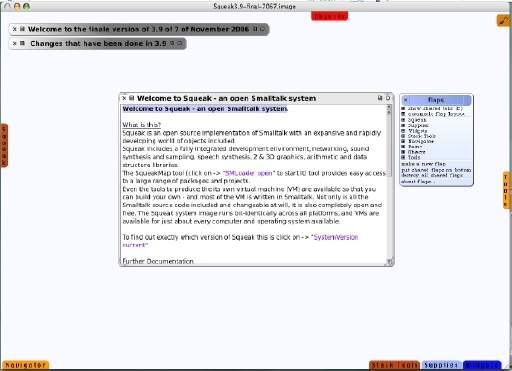 Squeak3.9-final-7067.image
Welcome to the finale version of 3.9 of 7 of November 2006
Changes that have been done in 3.9
Welcome to Squeak - an open Smalltalk system
Welcome to Squeak - an open Smalltalk system
What is this?
Squeak is an open source implementation of Smalltalk with an expansive and rapidly
developing world of objects included.
Squeak includes a fully integrated development environment, networking, sound
synthesis and sampling, speech synthesis, 2 & 3D graphics, arithmetic and data
structure libraries.
The SqueakMap tool (click on -> "SMLoader open" to start it) tool provides easy access
to a large range of packages and projects.
Even the tools to produce its own virtual machine (VM) are available so that you
can build your own - and most of the VM is written in Smalltalk. Not only is all the
Smalltalk source code included and changeable at will, it is also completely open and
free. The Squeak system image runs bit-identically across all platforms, and VMs are
available for just about every computer and operating system available.
To find out exactly which version of Squeak this is click on -> "SystemVersion
current"
Further Documentation
flaps
automatic flap layout
Squeak
Supplies
Widgets
Stack Tools
Navigator
Objects
Tools
make a new flap
put shared flaps on bottom
destroy all shared flaps
about flaps...
Squeak
Tools
Navigator
Stack Tools
Supplies
Widgets